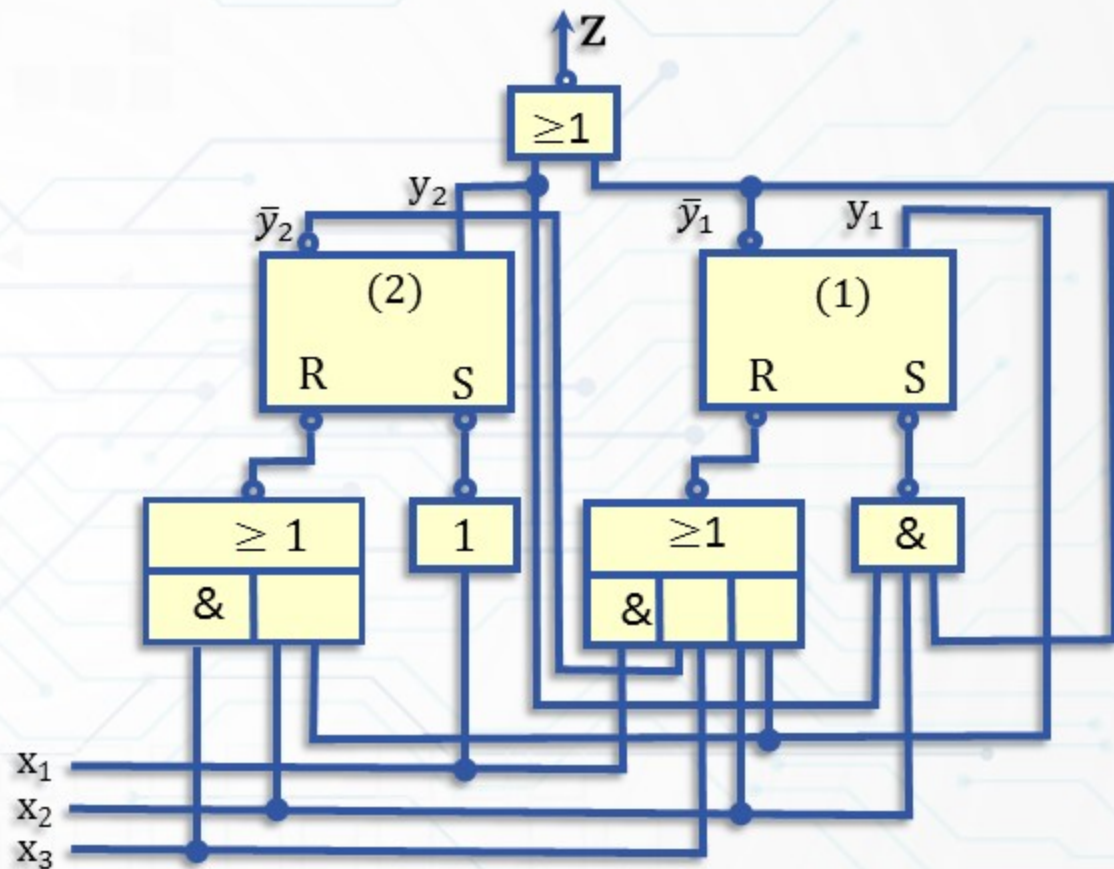 Z
≥1
y₂
ȳ₂
ȳ₁
y₁
(2)
(1)
R
S
R
S
≥ 1
1
≥1
&
&
&
x₁
x₂
x₃